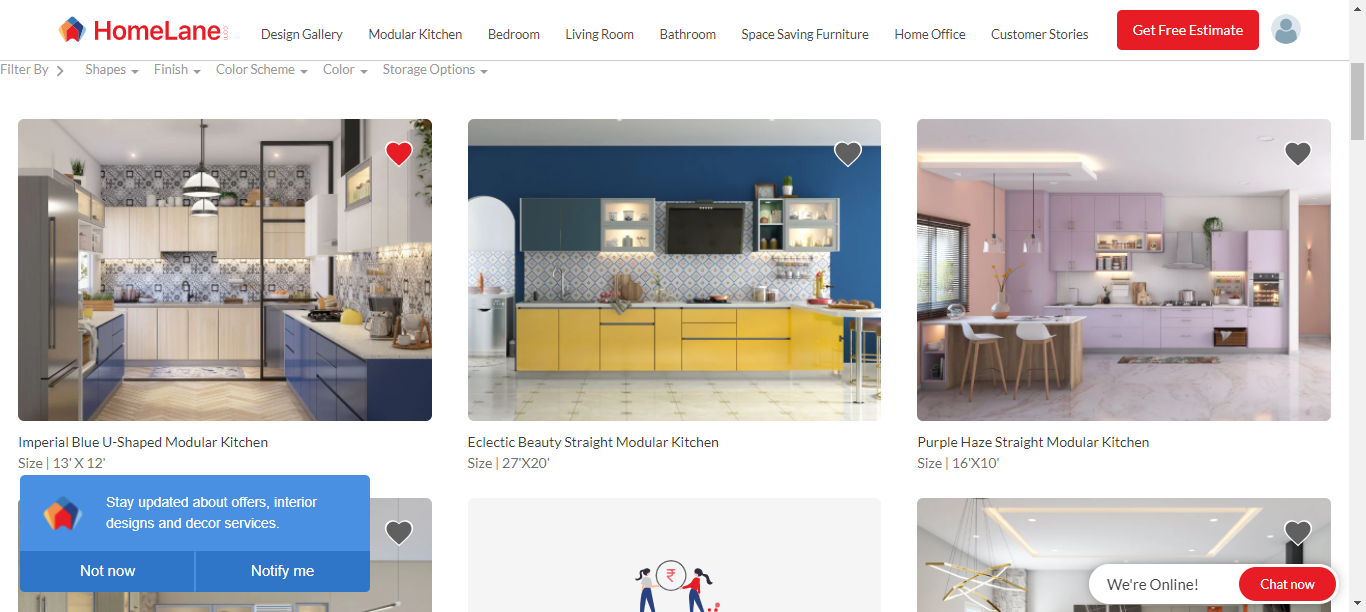 HomeLane
Design Gallery
Modular Kitchen
Bedroom
Living Room
Bathroom
Space Saving Furniture
Home Office
Customer Stories
Get Free Estimate
Filter By
Shapes
Finish
Color Scheme
Color
Storage Options
Imperial Blue U-Shaped Modular Kitchen
Size | 13' X 12'
Eclectic Beauty Straight Modular Kitchen
Size | 27'X20'
Purple Haze Straight Modular Kitchen
Size | 16'X10'
Stay updated about offers, interior
designs and decor services.
Not now
Notify me
₹
We're Online!
Chat now